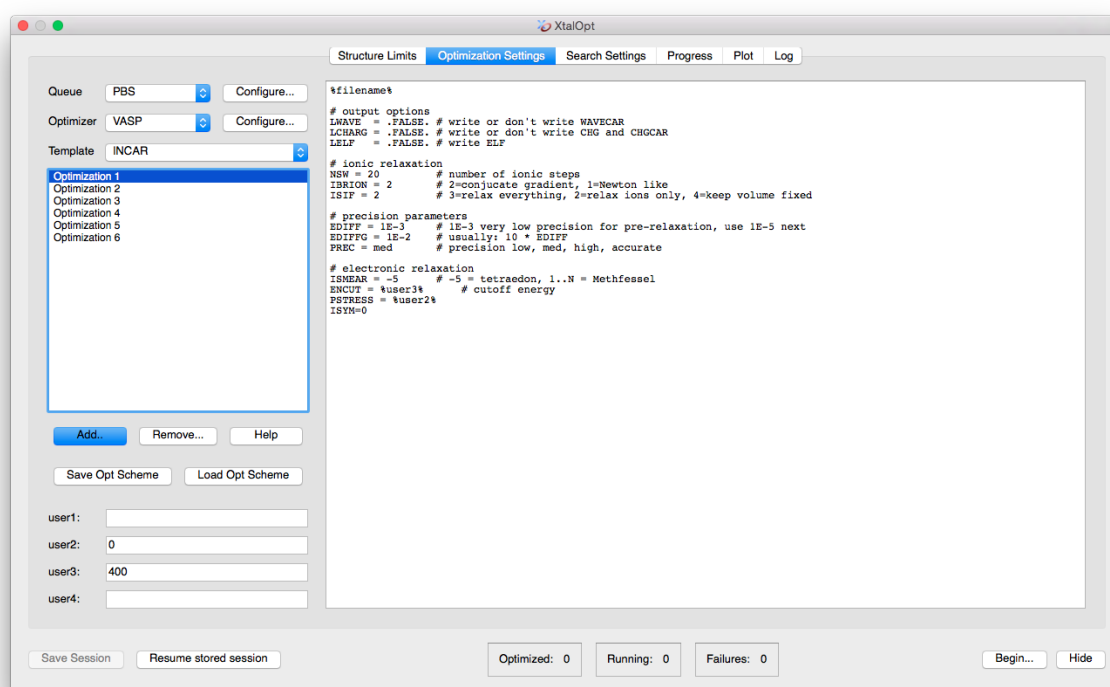 XtalOpt
Structure Limits Optimization Settings Search Settings Progress Plot Log
Queue PBS Configure...
Optimizer VASP Configure...
Template INCAR
Optimization 1
Optimization 2
Optimization 3
Optimization 4
Optimization 5
Optimization 6
Add.. Remove... Help
Save Opt Scheme Load Opt Scheme
user1:
user2: 0
user3: 400
user4:
%filename%
# output options
LWAVE = .FALSE. # write or don't write WAVECAR
LCHARG = .FALSE. # write or don't write CHG and CHGCAR
LELF = .FALSE. # write ELF
# ionic relaxation
NSW = 20 # number of ionic steps
IBRION = 2 # 2=conjucate gradient, 1=Newton like
ISIF = 2 # 3=relax everything, 2=relax ions only, 4=keep volume fixed
# precision parameters
EDIFF = 1E-3 # 1E-3 very low precision for pre-relaxation, use 1E-5 next
EDIFFG = 1E-2 # usually: 10 * EDIFF
PREC = med # precision low, med, high, accurate
# electronic relaxation
ISMEAR = -5 # -5 = tetraedon, 1..N = Methfessel
ENCUT = %user3% # cutoff energy
PSTRESS = %user2%
ISYM=0
Save Session Resume stored session Optimized: 0 Running: 0 Failures: 0 Begin... Hide